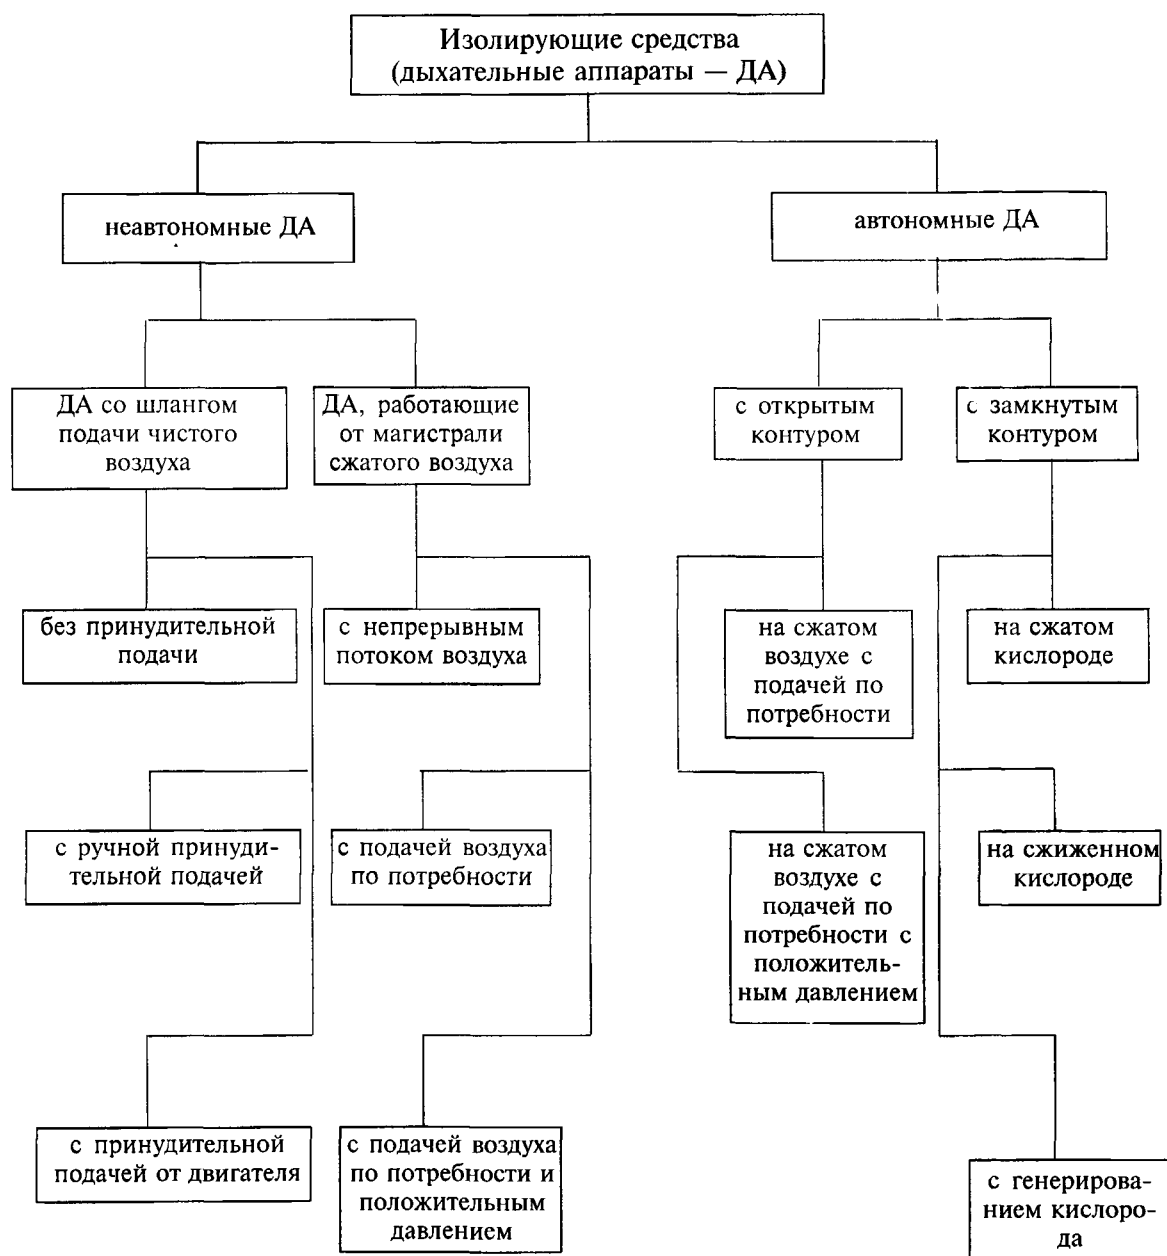 Изолирующие средства
(дыхательные аппараты — ДА)
неавтономные ДА
автономные ДА
ДА со шлангом
подачи чистого
воздуха
ДА, работающие
от магистрали
сжатого воздуха
с открытым
контуром
с замкнутым
контуром
без принудительной
подачи
с непрерывным
потоком воздуха
на сжатом
воздухе с
подачей по
потребности
на сжатом
кислороде
с ручной принуди-
тельной подачей
с подачей воздуха
по потребности
на сжатом
воздухе с
подачей по
потребности с
положитель-
ным давлением
на сжиженном
кислороде
с принудительной
подачей от двигателя
с подачей воздуха
по потребности и
положительным
давлением
с генерирова-
нием кислоро-
да